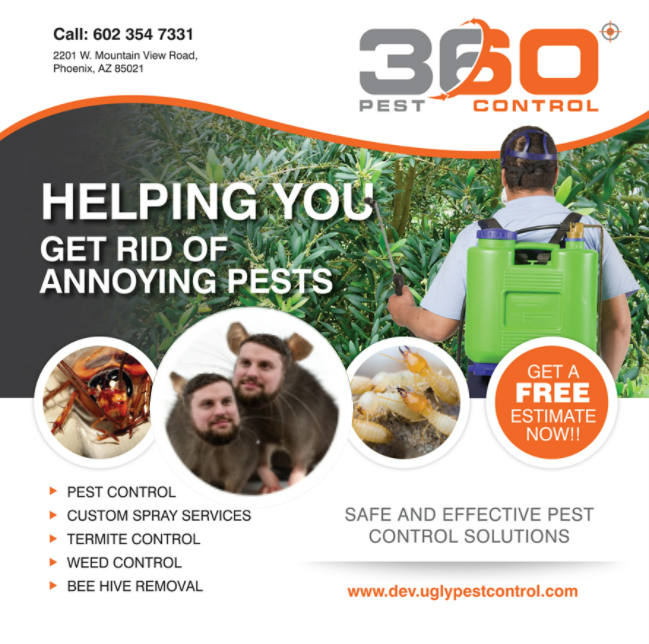 Call: 602 354 7331
2201 W. Mountain View Road,
Phoenix, AZ 85021
360
PEST CONTROL
HELPING YOU
GET RID OF
ANNOYING PESTS
GET A
FREE
ESTIMATE
NOW!!
PEST CONTROL
CUSTOM SPRAY SERVICES
TERMITE CONTROL
WEED CONTROL
BEE HIVE REMOVAL
SAFE AND EFFECTIVE PEST
CONTROL SOLUTIONS
www.dev.uglypestcontrol.com